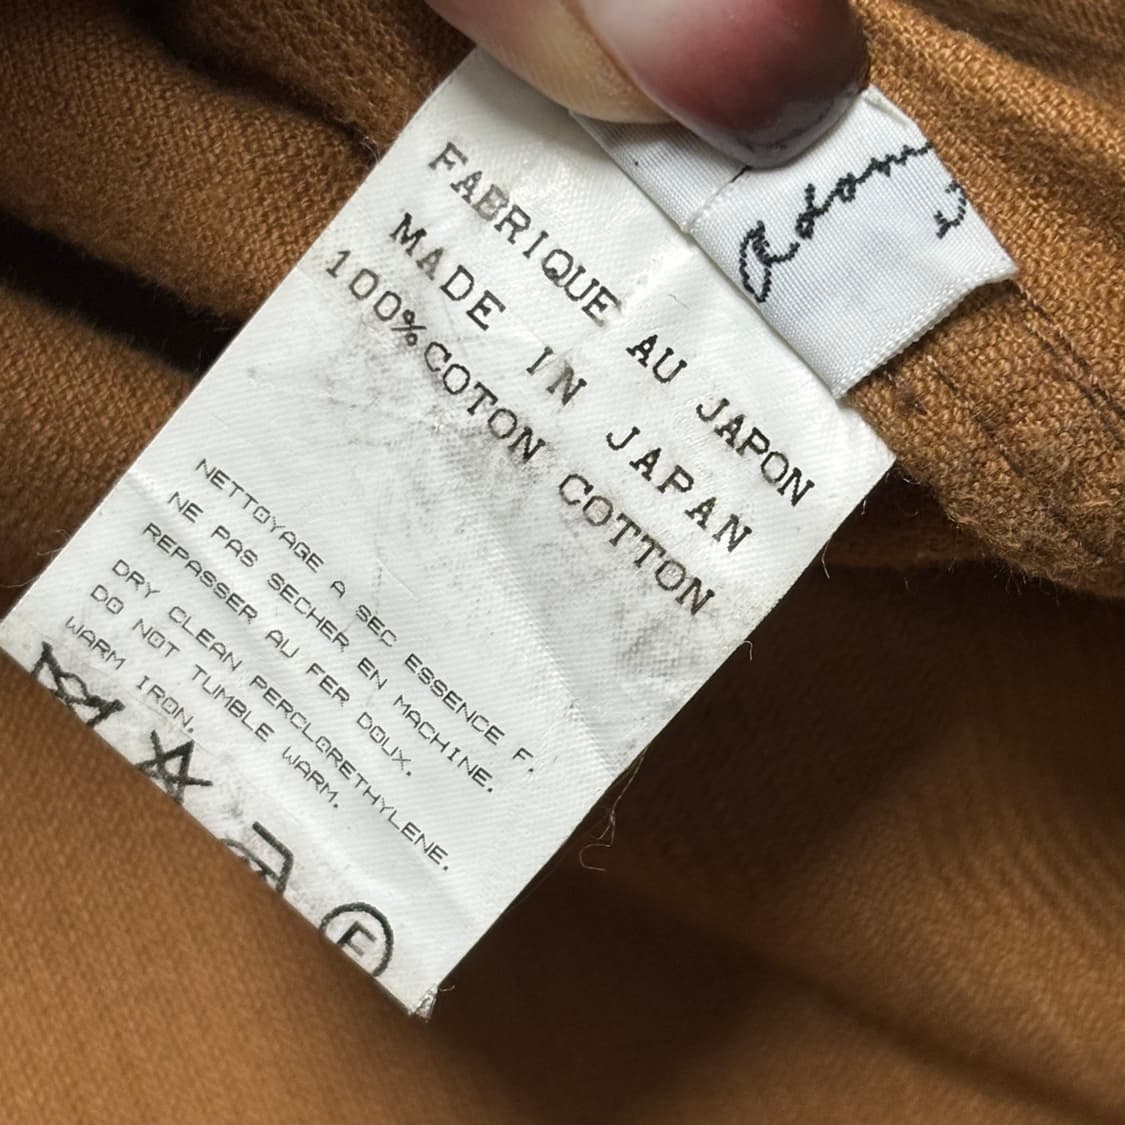 FABRIQUE AU JAPON
MADE IN JAPAN
100% COTON COTTON
NETTOYAGE A SEC ESSENCE F.
NE PAS SECHER EN MACHINE.
REPASSER AU FER DOUX.
DRY CLEAN PERCLORETHYLENE.
DO NOT TUMBLE WARM.
WARM IRON.
F